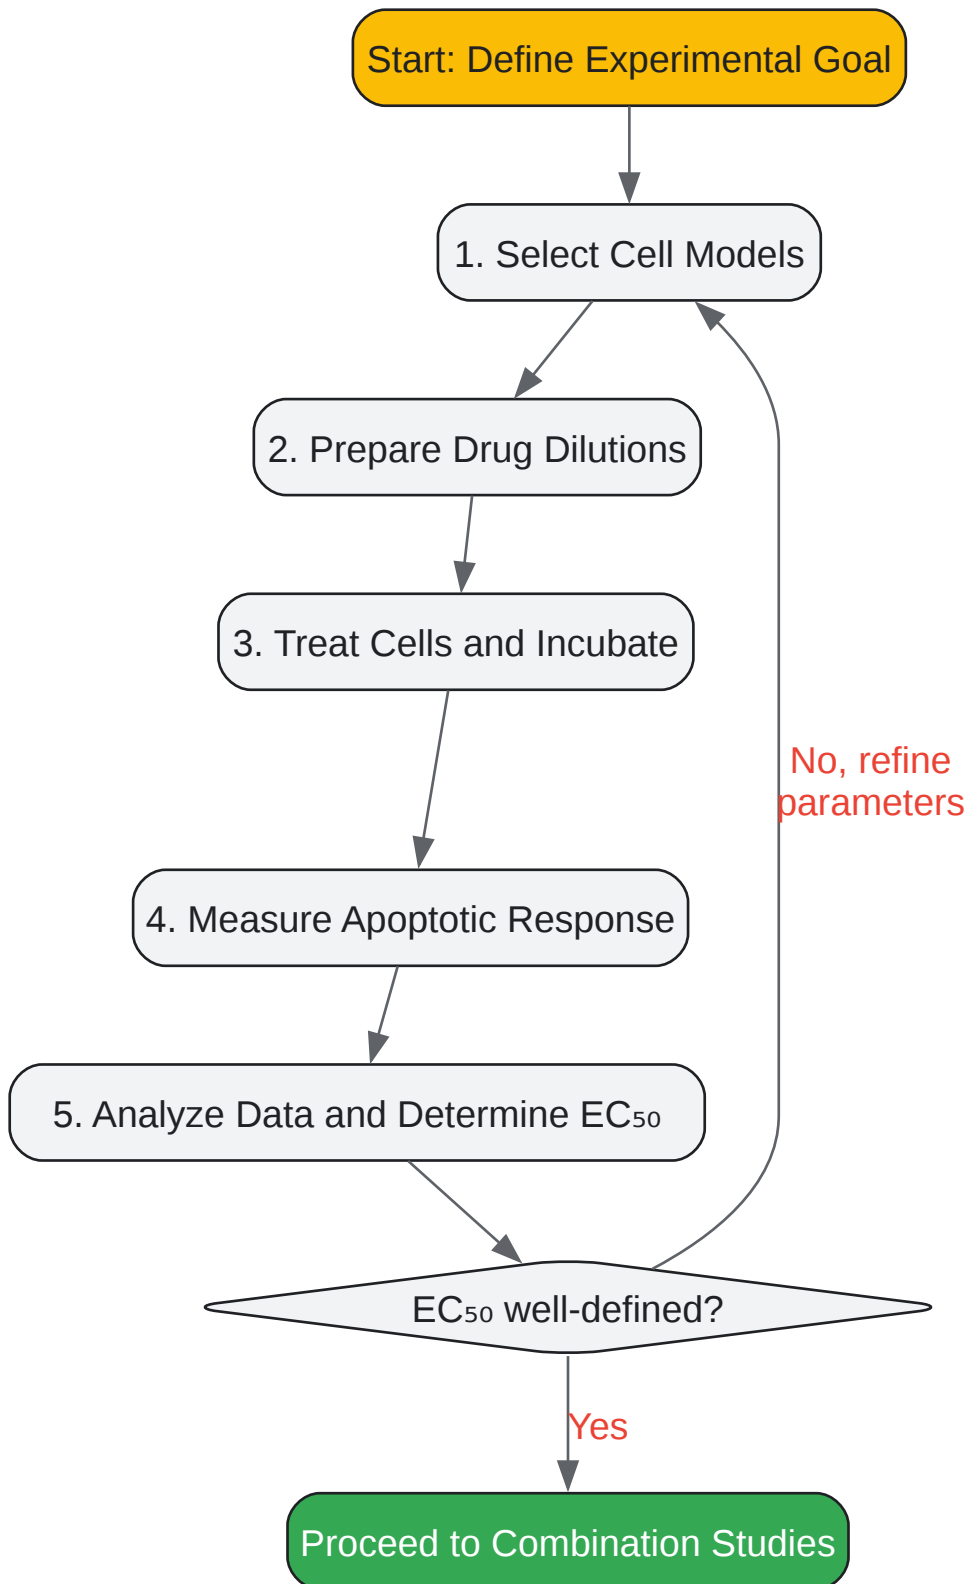 Start: Define Experimental Goal
1. Select Cell Models
2. Prepare Drug Dilutions
3. Treat Cells and Incubate
No, refine
parameters
4. Measure Apoptotic Response
5. Analyze Data and Determine EC₅₀
EC₅₀ well-defined?
Yes
Proceed to Combination Studies